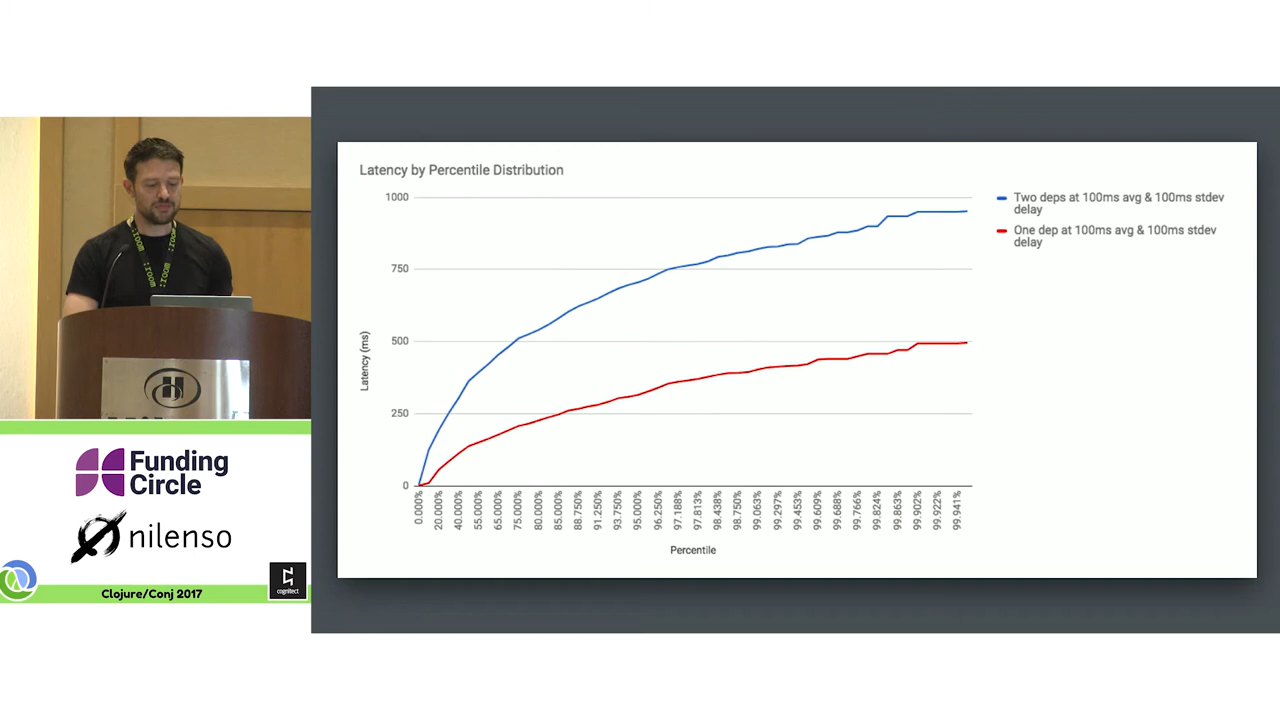 Latency by Percentile Distribution
1000
750
500
250
0
Latency (ms)
0.000%
20.000%
40.000%
55.000%
65.000%
75.000%
80.000%
85.000%
88.750%
91.250%
93.750%
95.000%
96.250%
97.188%
97.813%
98.438%
98.750%
99.063%
99.297%
99.453%
99.609%
99.688%
99.766%
99.824%
99.863%
99.902%
99.922%
99.941%
Percentile
Two deps at 100ms avg & 100ms stdev
delay
One dep at 100ms avg & 100ms stdev
delay
:room
H
Funding
Circle
nilenso
Clojure/Conj 2017
cognitect